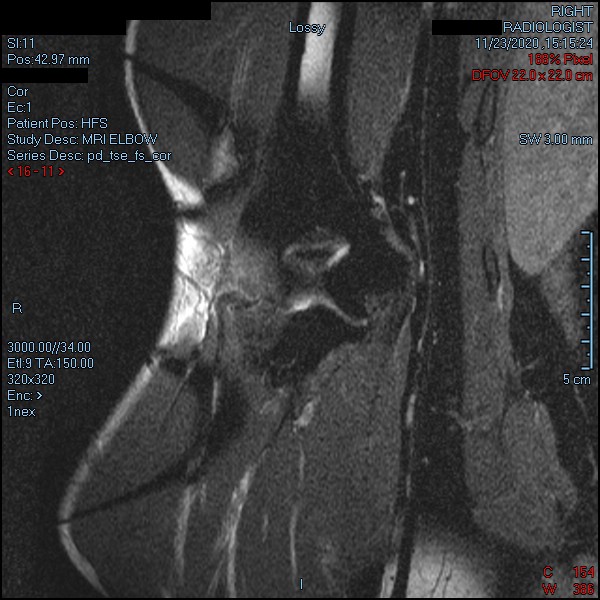 Lossy
RIGHT
RADIOLOGIST
11/23/2020 ,15:15:24
188% Pixel
DFOV 22.0 x 22.0 cm
SI:11
Pos:42.97 mm
Cor
Ec:1
Patient Pos: HFS
Study Desc: MRI ELBOW
Series Desc: pd_tse_fs_cor
< 16 - 11 >
SW 3.00 mm
R
3000.00//34.00
Etl:9 TA:150.00
320x320
Enc: >
1nex
5 cm
I
C 154
W 386